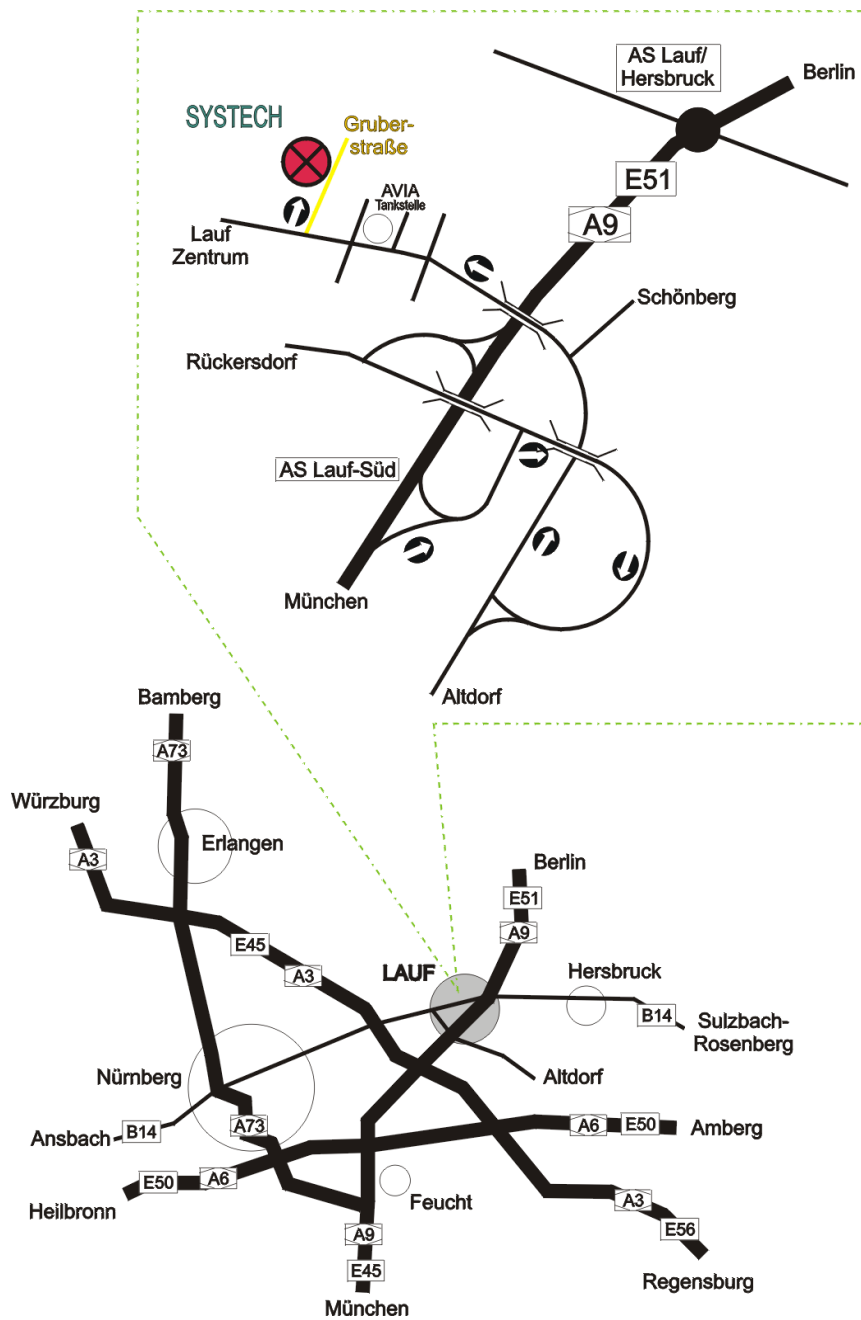 AS Lauf/
Hersbruck
Berlin
SYSTECH
Gruber-
straße
E51
AVIA
Tankstelle
A9
Lauf
Zentrum
Schönberg
Rückersdorf
AS Lauf-Süd
München
Altdorf
Bamberg
A73
Würzburg
Erlangen
A3
Berlin
E51
A9
E45
LAUF
A3
Hersbruck
B14
Sulzbach-
Rosenberg
Nürnberg
Altdorf
A73
B14
Ansbach
A6
E50
Amberg
E50
A6
Heilbronn
Feucht
A3
A9
E56
E45
Regensburg
München